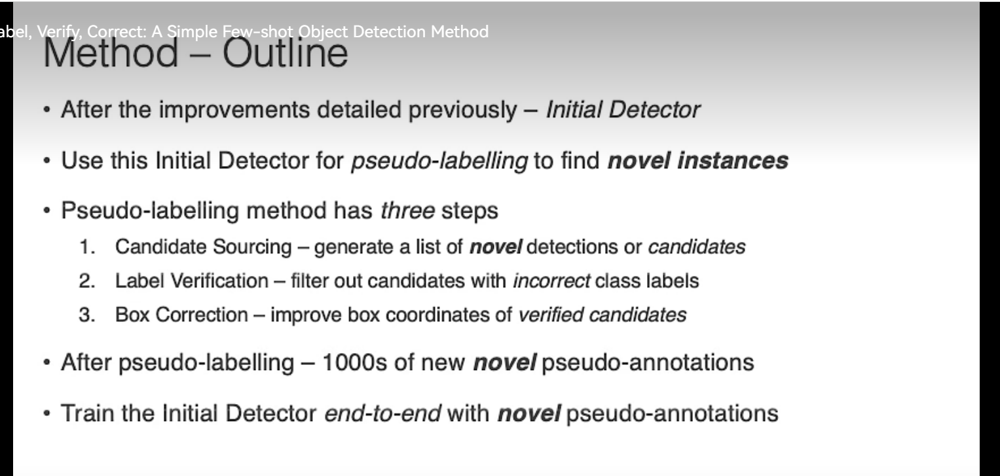 abel, Verify, Correct: A Simple Few-shot Object Detection Method
Method – Outline
• After the improvements detailed previously – Initial Detector
• Use this Initial Detector for pseudo-labelling to find novel instances
• Pseudo-labelling method has three steps
1. Candidate Sourcing – generate a list of novel detections or candidates
2. Label Verification – filter out candidates with incorrect class labels
3. Box Correction – improve box coordinates of verified candidates
• After pseudo-labelling – 1000s of new novel pseudo-annotations
• Train the Initial Detector end-to-end with novel pseudo-annotations